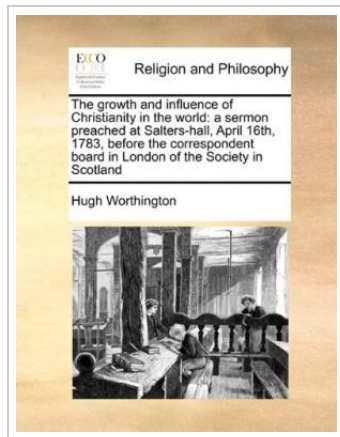 ECCO
Religion and Philosophy
The growth and influence of
Christianity in the world: a sermon
preached at Salters-hall, April 16th,
1783, before the correspondent
board in London of the Society in
Scotland
Hugh Worthington